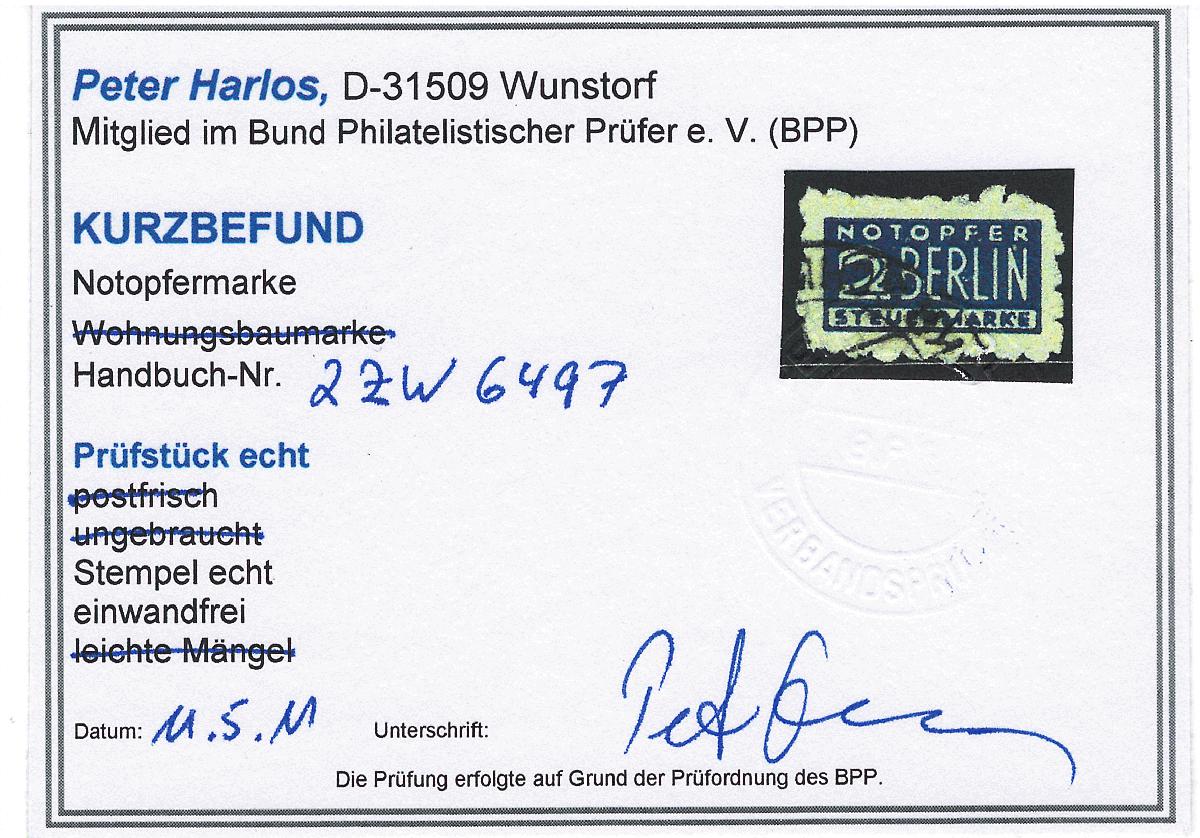 Peter Harlos, D-31509 Wunstorf
Mitglied im Bund Philatelistischer Prüfer e. V. (BPP)
KURZBEFUND
Notopfermarke
Wohnungsbaumarke
Handbuch-Nr. 2ZW 6497
NOTOPFER
2 BERLIN
STEUERMARKE
Prüfstück echt
postfrisch
ungebraucht
Stempel echt
einwandfrei
leichte Mängel
Datum: 11.5.11 Unterschrift:
Die Prüfung erfolgte auf Grund der Prüfordnung des BPP.